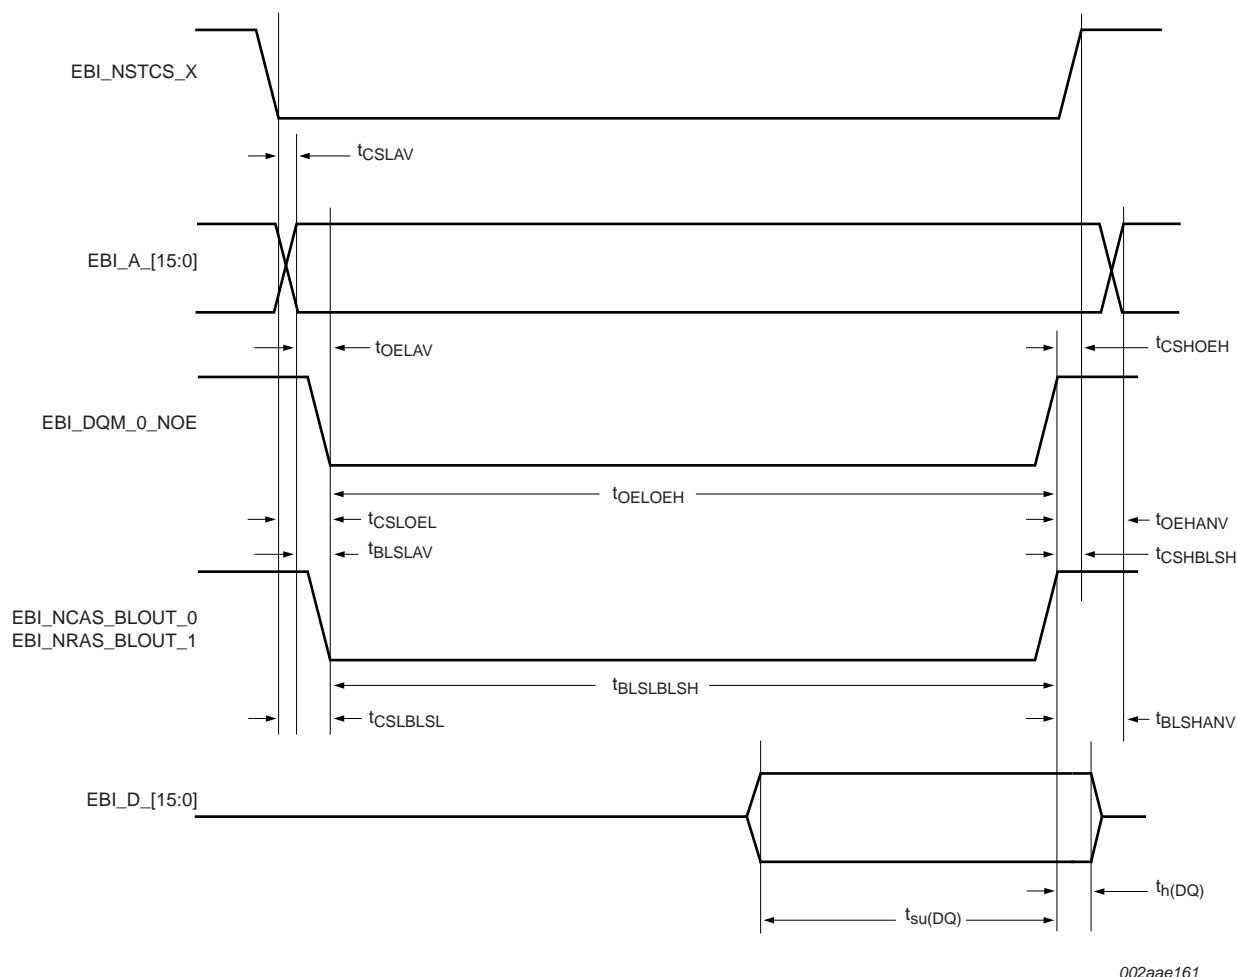 EBI_NSTCS_X
tCSLAV
EBI_A_[15:0]
tOELAV
tCSHOEH
EBI_DQM_0_NOE
tOELOEH
tCSLOEL
tOEHANV
tBLSLAV
tCSHBLSH
EBI_NCAS_BLOUT_0
EBI_NRAS_BLOUT_1
tBLSLBLSH
tCSLBLSL
tBLSHANV
EBI_D_[15:0]
th(DQ)
tsu(DQ)
002aae161